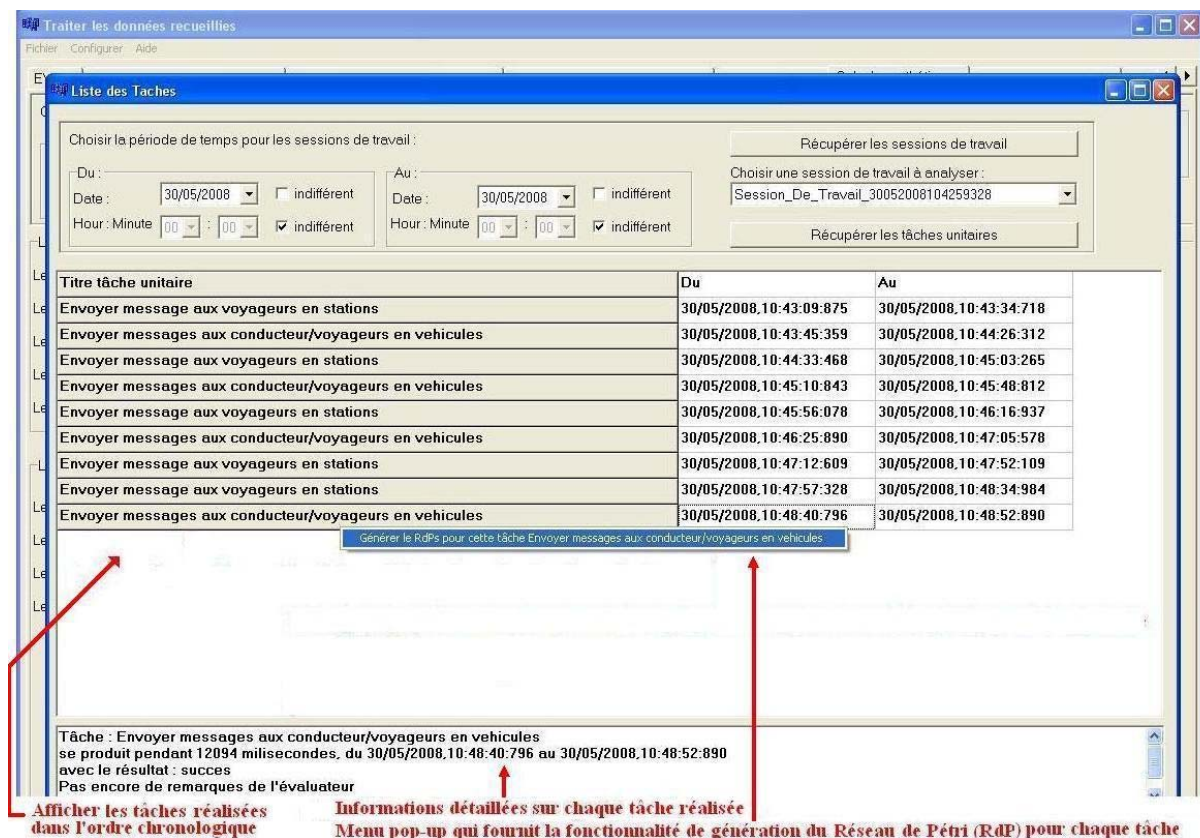 Traiter les données recueillies
Fichier Configurer Aide
Liste des Taches
Choisir la période de temps pour les sessions de travail :
Récupérer les sessions de travail
Du :
Au :
Choisir une session de travail à analyser :
Date : 30/05/2008 indifférent
Date : 30/05/2008 indifférent
Session_De_Travail_30052008104259328
Hour : Minute 00 : 00 indifférent
Hour : Minute 00 : 00 indifférent
Récupérer les tâches unitaires
Titre tâche unitaire Du Au
Envoyer message aux voyageurs en stations 30/05/2008,10:43:09:875 30/05/2008,10:43:34:718
Envoyer messages aux conducteur/voyageurs en vehicules 30/05/2008,10:43:45:359 30/05/2008,10:44:26:312
Envoyer message aux voyageurs en stations 30/05/2008,10:44:33:468 30/05/2008,10:45:03:265
Envoyer messages aux conducteur/voyageurs en vehicules 30/05/2008,10:45:10:843 30/05/2008,10:45:48:812
Envoyer message aux voyageurs en stations 30/05/2008,10:45:56:078 30/05/2008,10:46:16:937
Envoyer messages aux conducteur/voyageurs en vehicules 30/05/2008,10:46:25:890 30/05/2008,10:47:05:578
Envoyer message aux voyageurs en stations 30/05/2008,10:47:12:609 30/05/2008,10:47:52:109
Envoyer message aux voyageurs en stations 30/05/2008,10:47:57:328 30/05/2008,10:48:34:984
Envoyer messages aux conducteur/voyageurs en vehicules 30/05/2008,10:48:40:796 30/05/2008,10:48:52:890
Générer le RdPs pour cette tâche Envoyer messages aux conducteur/voyageurs en vehicules
Tâche : Envoyer messages aux conducteur/voyageurs en vehicules
se produit pendant 12094 milisecondes, du 30/05/2008,10:48:40:796 au 30/05/2008,10:48:52:890
avec le résultat : succes
Pas encore de remarques de l'évaluateur
Afficher les tâches réalisées
dans l'ordre chronologique
Informations détaillées sur chaque tâche réalisée
Menu pop-up qui fournit la fonctionnalité de génération du Réseau de Pétri (RdP) pour chaque tâche